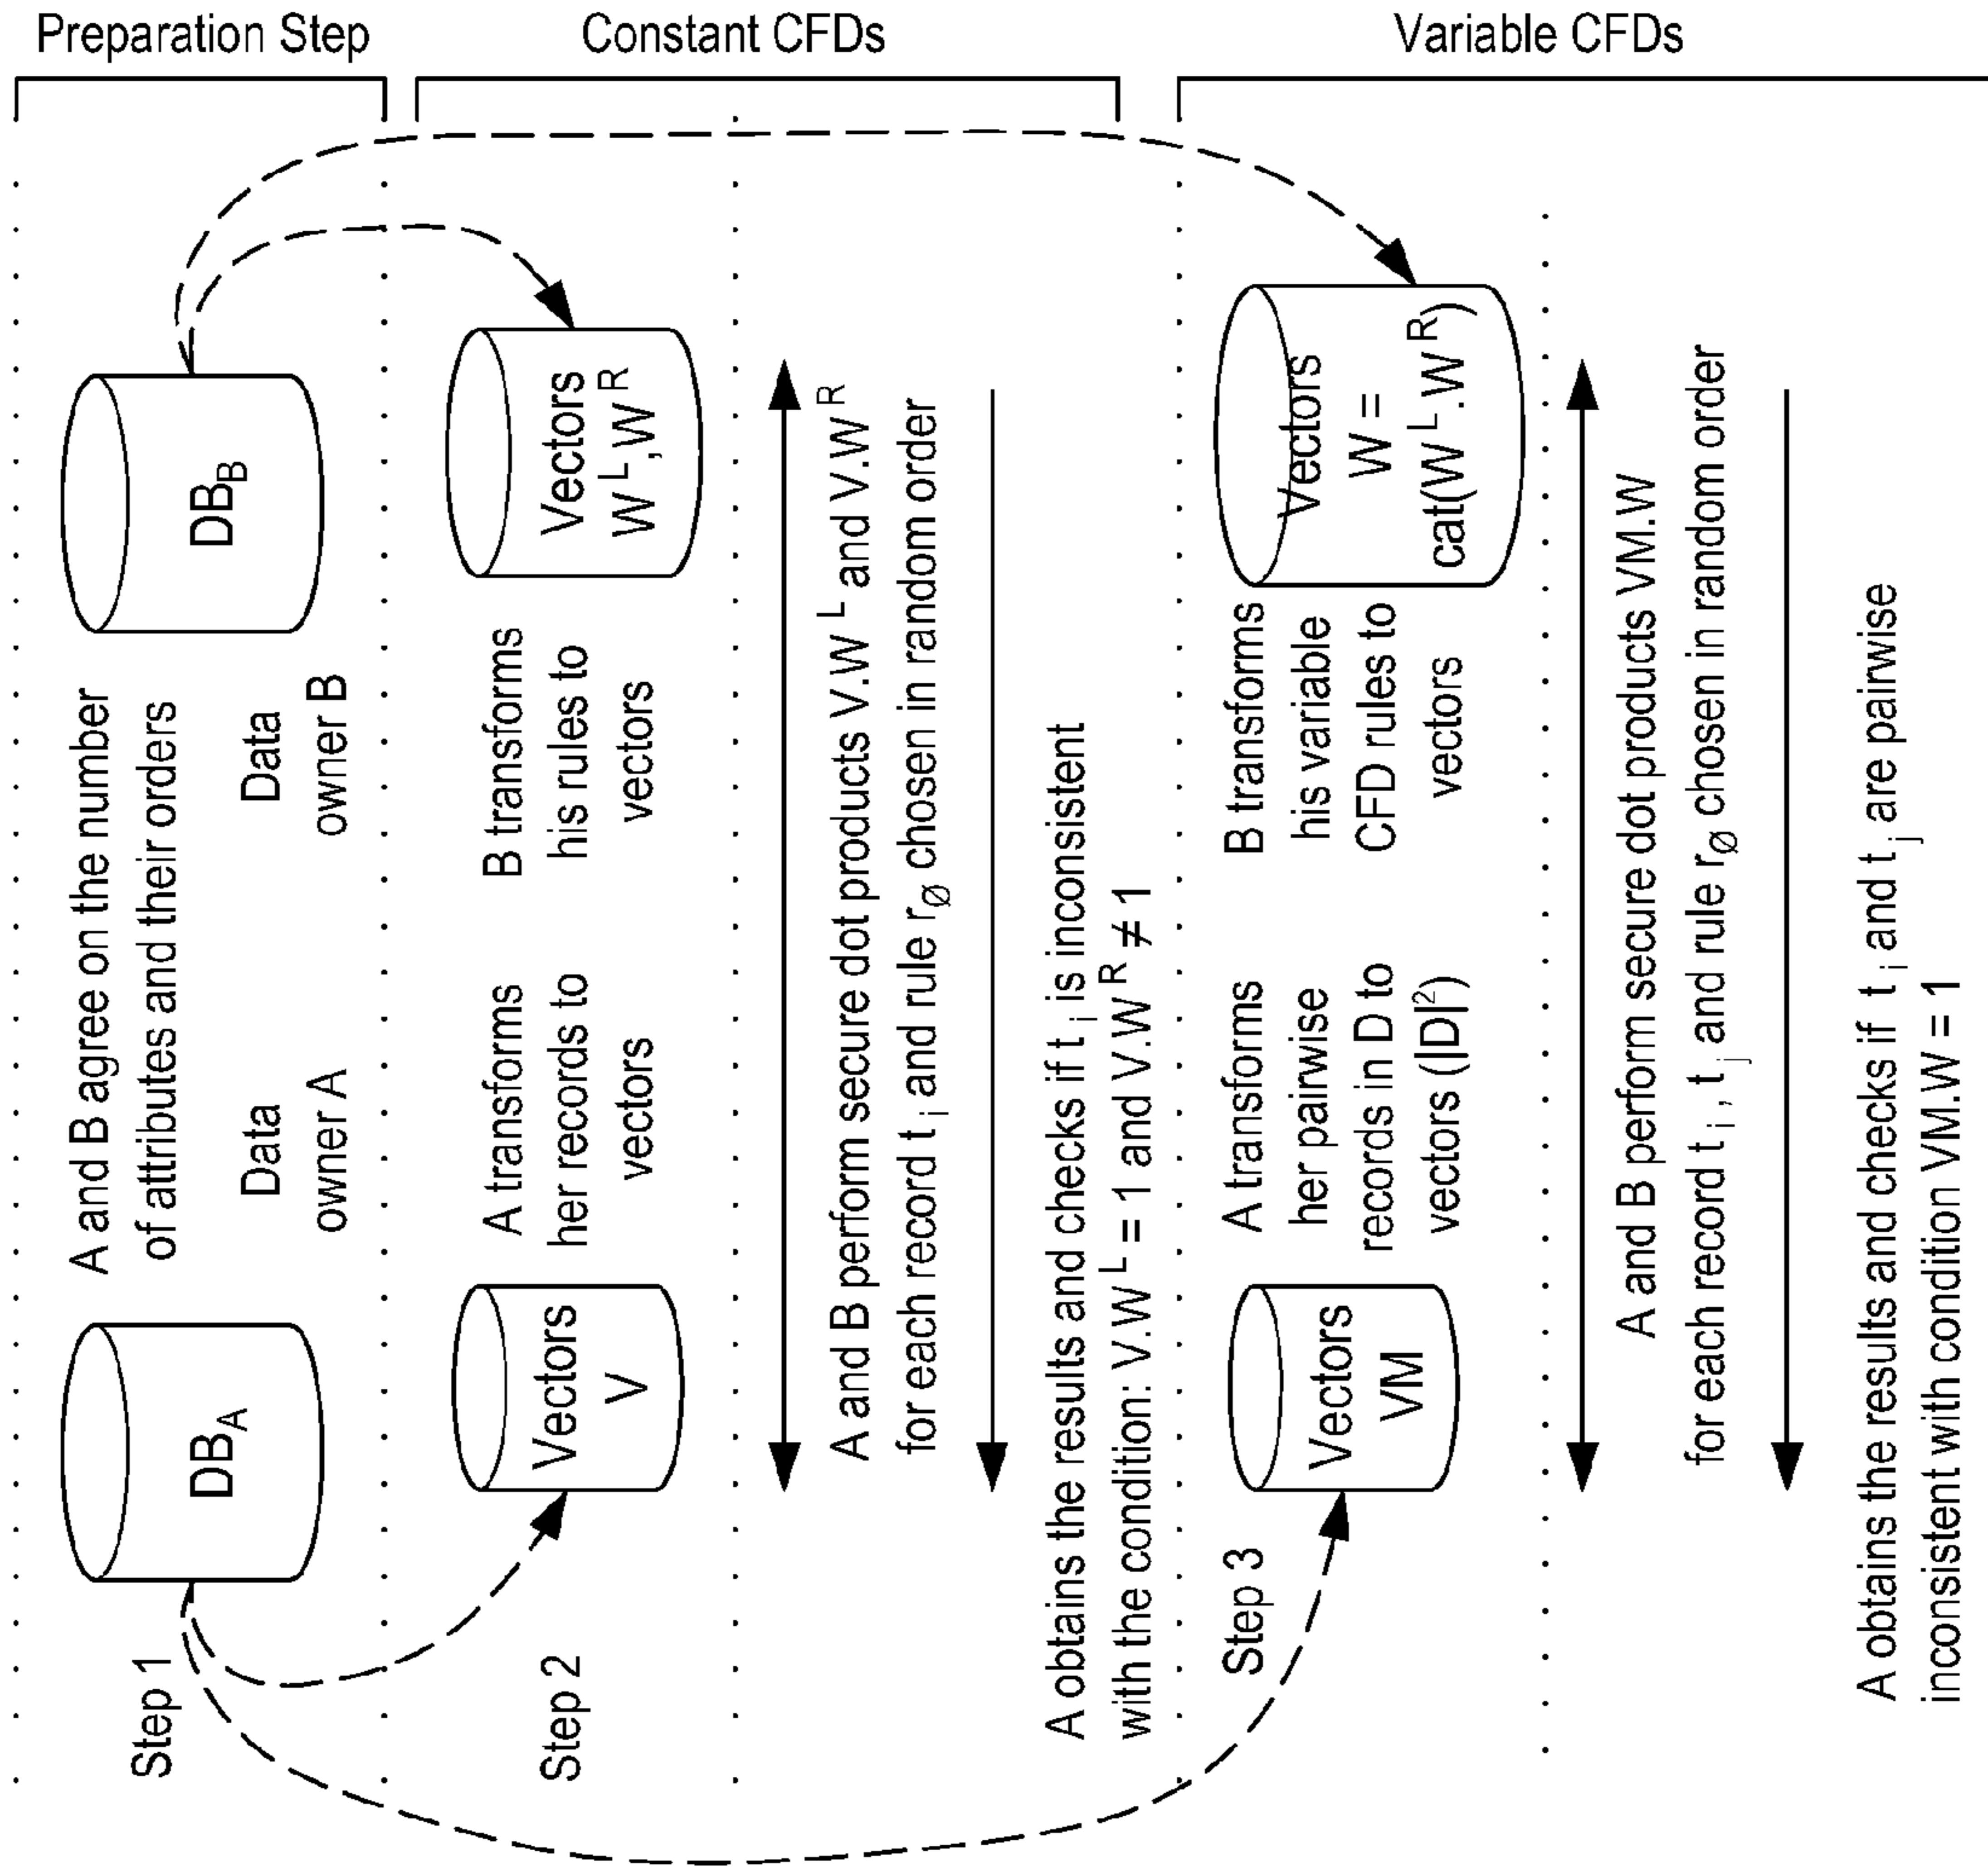 Preparation Step
Constant CFDs
Variable CFDs
Step 1
DB_A
A and B agree on the number
of attributes and their orders
Data
owner A
Data
owner B
DB_B
Step 2
Vectors
V
A transforms
her records to
vectors
B transforms
his rules to
vectors
Vectors
W^L,W^R
A and B perform secure dot products V.W^L and V.W^R
for each record t_i and rule r_ø chosen in random order
A obtains the results and checks if t_i is inconsistent
with the condition: V.W^L = 1 and V.W^R ≠ 1
Step 3
Vectors
VM
A transforms
her pairwise
records in D to
vectors (|D|²)
B transforms
his variable
CFD rules to
vectors
Vectors
W =
cat(W^L.W^R)
A and B perform secure dot products VM.W
for each record t_i, t_j and rule r_ø chosen in random order
A obtains the results and checks if t_i and t_j are pairwise
inconsistent with condition VM.W = 1